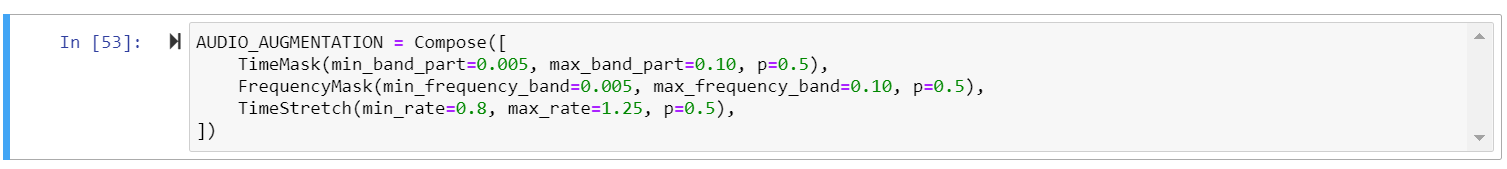 In [53]:
AUDIO_AUGMENTATION = Compose([
    TimeMask(min_band_part=0.005, max_band_part=0.10, p=0.5),
    FrequencyMask(min_frequency_band=0.005, max_frequency_band=0.10, p=0.5),
    TimeStretch(min_rate=0.8, max_rate=1.25, p=0.5),
])